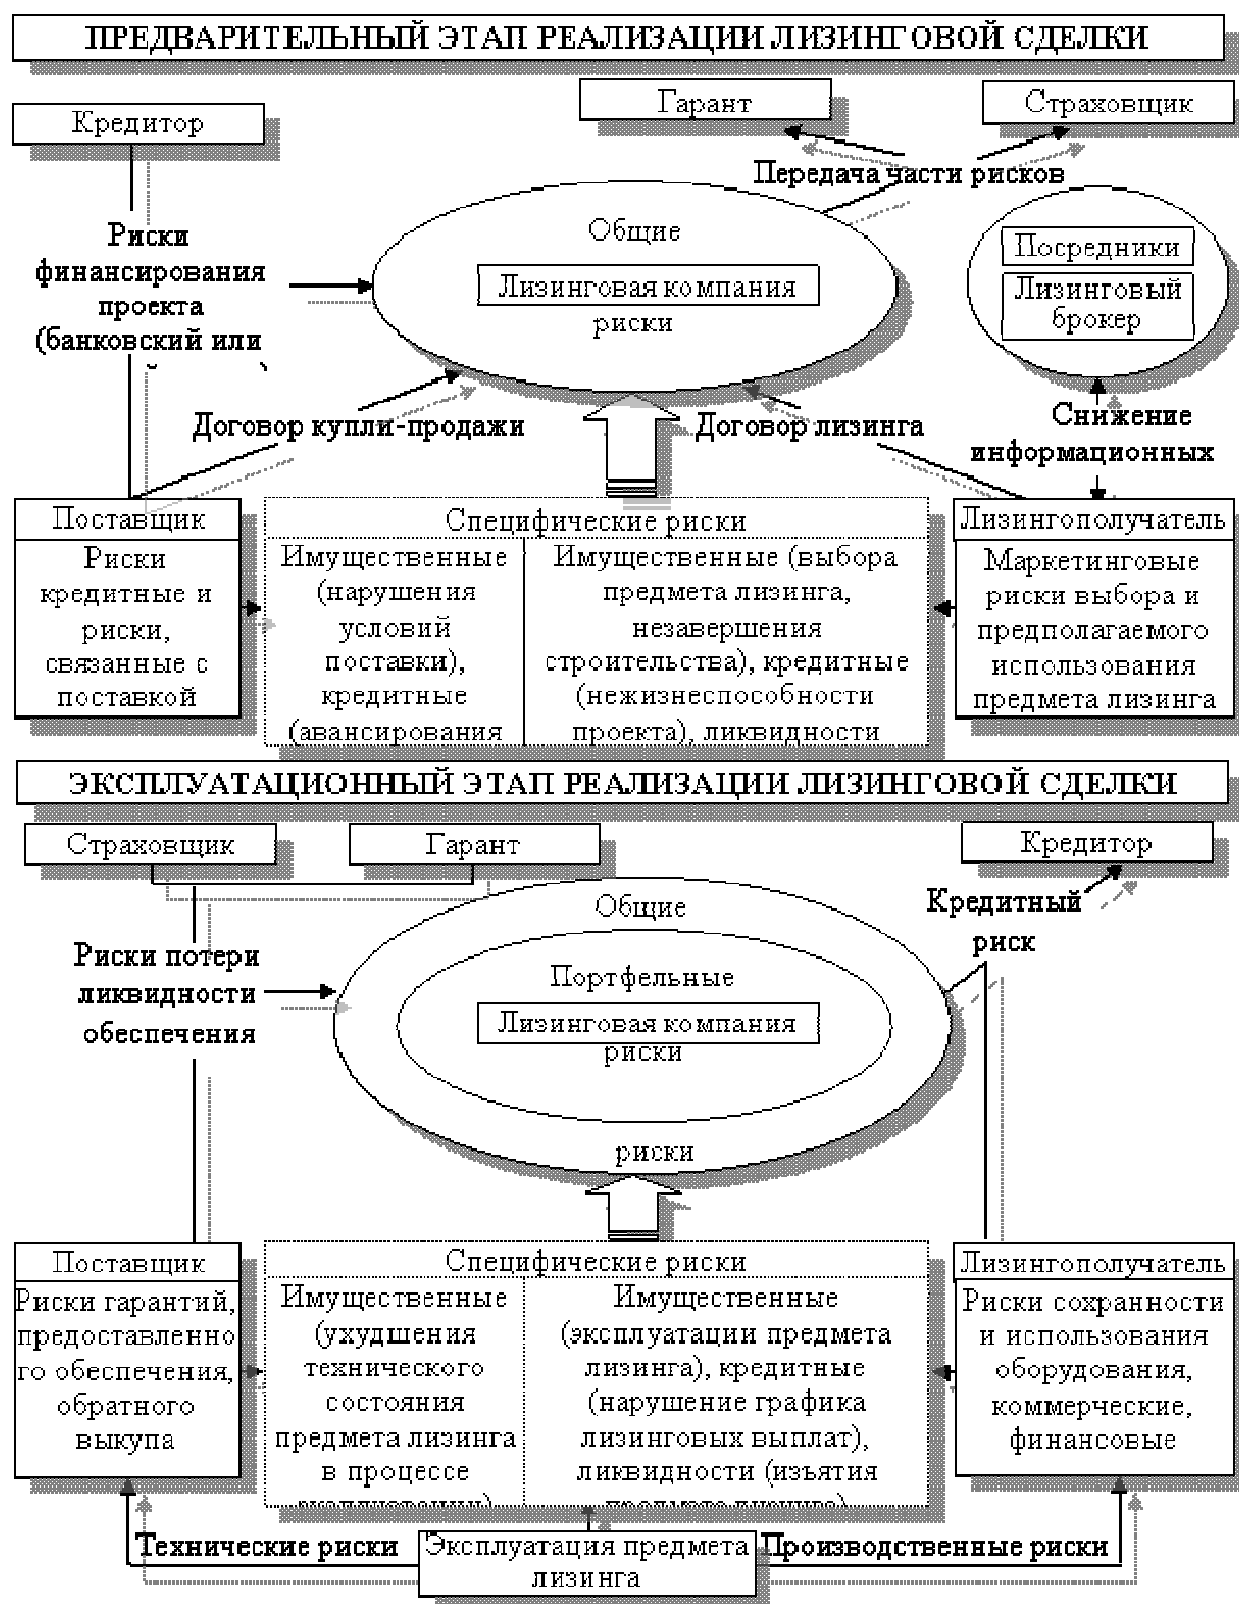 ПРЕДВАРИТЕЛЬНЫЙ ЭТАП РЕАЛИЗАЦИИ ЛИЗИНГОВОЙ СДЕЛКИ
Кредитор
Гарант
Страховщик
Передача части рисков
Риски
финансирования
проекта
(банковский или
Общие
Лизинговая компания
риски
Посредники
Лизинговый
брокер
Договор купли-продажи
Договор лизинга
Снижение
информационных
Поставщик
Риски
кредитные и
риски,
связанные с
поставкой
Специфические риски
Имущественные
(нарушения
условий
поставки),
кредитные
(авансирования
Имущественные (выбора
предмета лизинга,
незавершения
строительства), кредитные
(нежизнеспособности
проекта), ликвидности
Лизингополучатель
Маркетинговые
риски выбора и
предполагаемого
использования
предмета лизинга
ЭКСПЛУАТАЦИОННЫЙ ЭТАП РЕАЛИЗАЦИИ ЛИЗИНГОВОЙ СДЕЛКИ
Страховщик
Гарант
Кредитор
Кредитный
риск
Риски потери
ликвидности
обеспечения
Общие
Портфельные
Лизинговая компания
риски
риски
Поставщик
Риски гарантий,
предоставленно
го обеспечения,
обратного
выкупа
Специфические риски
Имущественные
(ухудшения
технического
состояния
предмета лизинга
в процессе
Имущественные
(эксплуатации предмета
лизинга), кредитные
(нарушение графика
лизинговых выплат),
ликвидности (изъятия
Лизингополучатель
Риски сохранности
и использования
оборудования,
коммерческие,
финансовые
Технические риски
Эксплуатация предмета
лизинга
Производственные риски